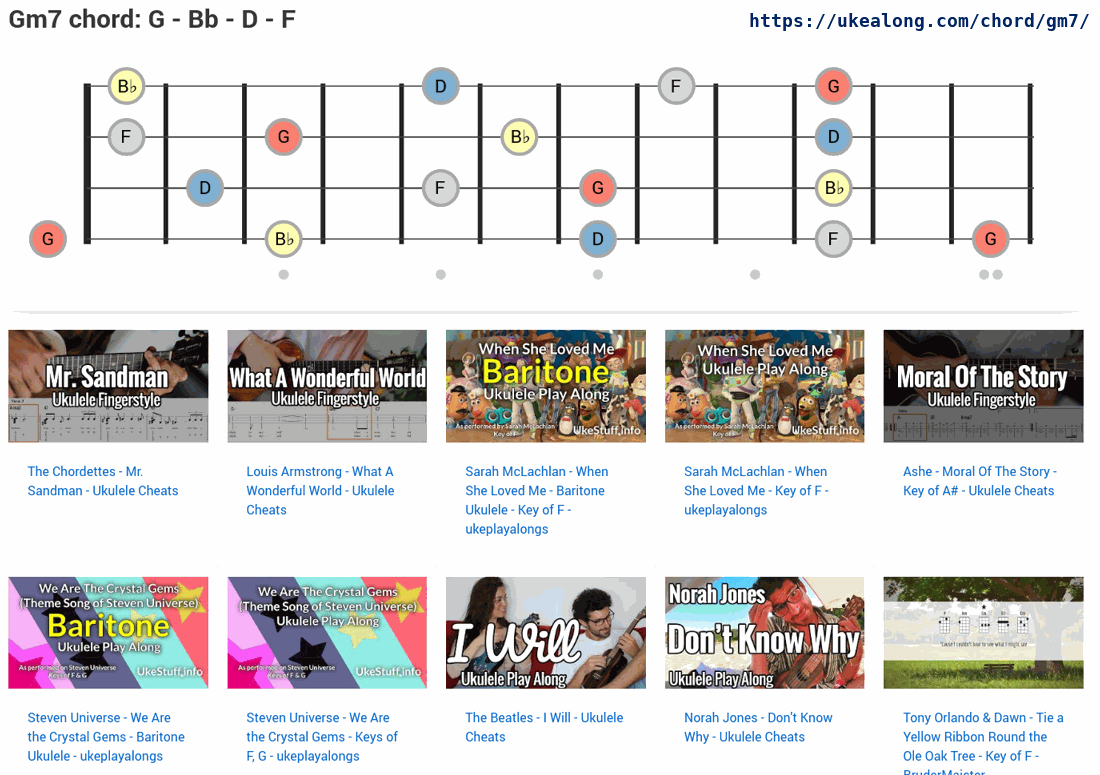 Gm7 chord: G - Bb - D - F
https://ukealong.com/chord/gm7/
B♭ D F G
F G B♭ D
D F G B♭
G B♭ D F G
Mr. Sandman
Ukulele Fingerstyle
What A Wonderful World
Ukulele Fingerstyle
When She Loved Me
Baritone
Ukulele Play Along
As performed by Sarah McLachlan
Key of F
UkeStuff.info
When She Loved Me
Ukulele Play Along
As performed by Sarah McLachlan
Key of F
UkeStuff.info
Moral Of The Story
Ukulele Fingerstyle
The Chordettes - Mr.
Sandman - Ukulele Cheats
Louis Armstrong - What A
Wonderful World - Ukulele
Cheats
Sarah McLachlan - When
She Loved Me - Baritone
Ukulele - Key of F -
ukeplayalongs
Sarah McLachlan - When
She Loved Me - Key of F -
ukeplayalongs
Ashe - Moral Of The Story -
Key of A# - Ukulele Cheats
We Are The Crystal Gems
(Theme Song of Steven Universe)
Baritone
Ukulele Play Along
As performed on Steven Universe
Keys of F & G
UkeStuff.info
We Are The Crystal Gems
(Theme Song of Steven Universe)
Ukulele Play Along
As performed on Steven Universe
Keys of F & G
UkeStuff.info
I Will
Ukulele Play Along
Norah Jones
Don't Know Why
Ukulele Play Along
Steven Universe - We Are
the Crystal Gems - Baritone
Ukulele - ukeplayalongs
Steven Universe - We Are
the Crystal Gems - Keys of
F, G - ukeplayalongs
The Beatles - I Will - Ukulele
Cheats
Norah Jones - Don't Know
Why - Ukulele Cheats
Tony Orlando & Dawn - Tie a
Yellow Ribbon Round the
Ole Oak Tree - Key of F -
BruderMeister